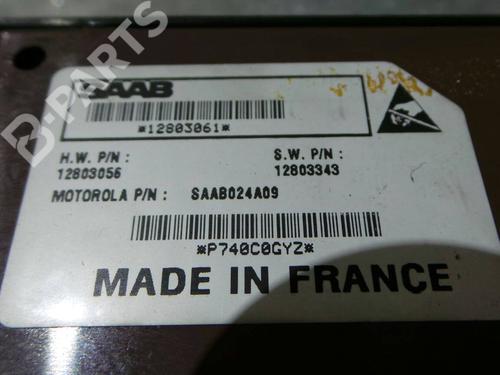 SAAB
*12803061*
H.W. P/N :
12803056
S.W. P/N :
12803343
MOTOROLA P/N : SAAB024A09
*P740C0GYZ*
MADE IN FRANCE
B-PARTS